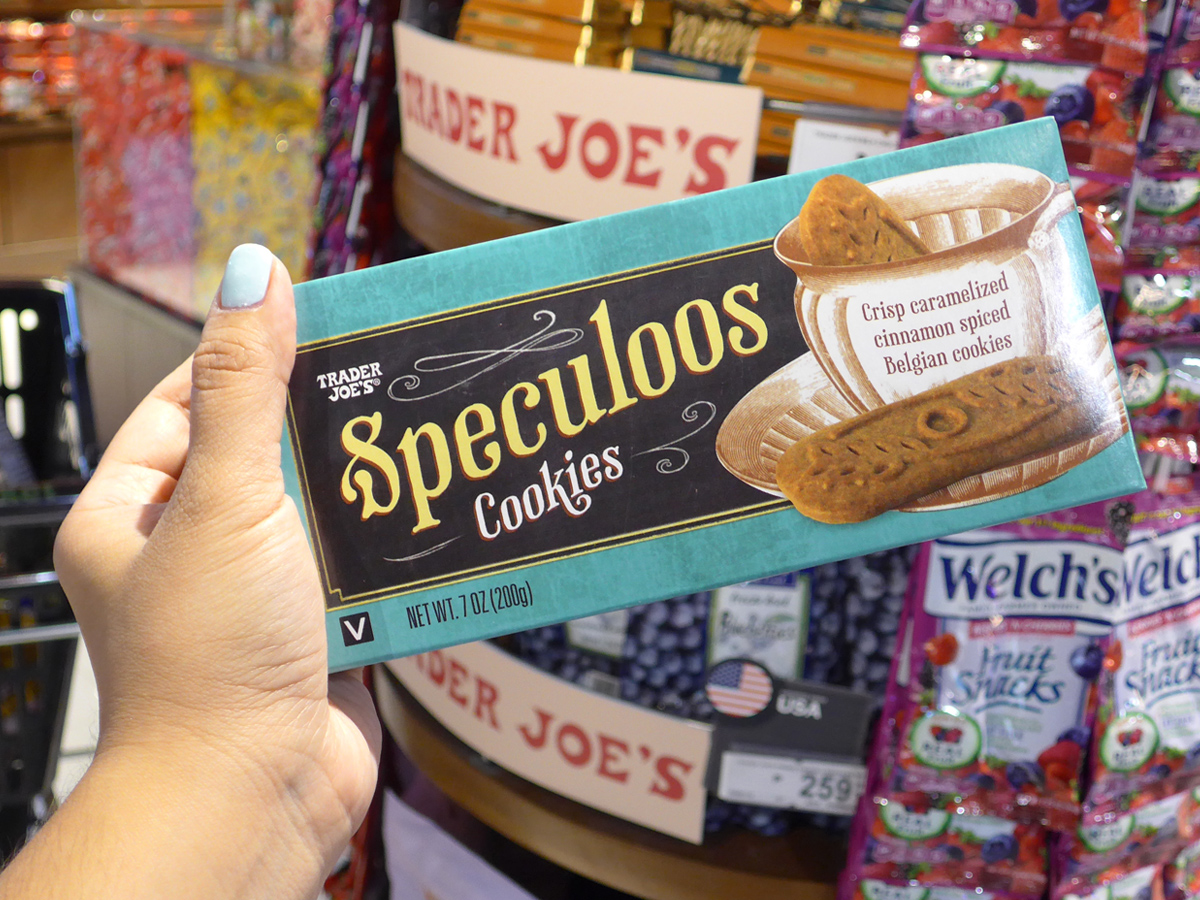 TRADER JOE'S
TRADER
JOE'S®
Speculoos
Cookies
Crisp caramelized
cinnamon spiced
Belgian cookies
V
NET WT. 7 OZ (200g)
TRADER JOE'S
USA
259
Welch's
Fruit
Snacks
Welch's
Fruit
Snacks